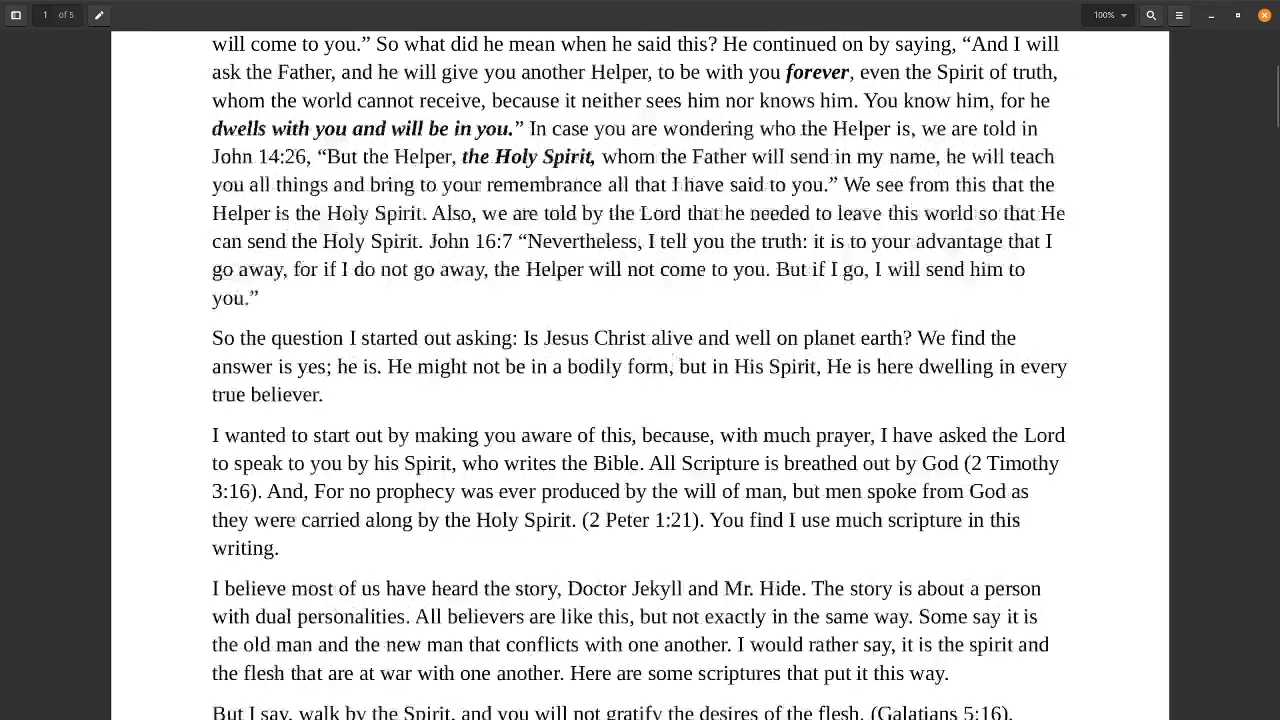 1 of 5
100%
will come to you.” So what did he mean when he said this? He continued on by saying, “And I will
ask the Father, and he will give you another Helper, to be with you forever, even the Spirit of truth,
whom the world cannot receive, because it neither sees him nor knows him. You know him, for he
dwells with you and will be in you.” In case you are wondering who the Helper is, we are told in
John 14:26, “But the Helper, the Holy Spirit, whom the Father will send in my name, he will teach
you all things and bring to your remembrance all that I have said to you.” We see from this that the
Helper is the Holy Spirit. Also, we are told by the Lord that he needed to leave this world so that He
can send the Holy Spirit. John 16:7 “Nevertheless, I tell you the truth: it is to your advantage that I
go away, for if I do not go away, the Helper will not come to you. But if I go, I will send him to
you.”
So the question I started out asking: Is Jesus Christ alive and well on planet earth? We find the
answer is yes; he is. He might not be in a bodily form, but in His Spirit, He is here dwelling in every
true believer.
I wanted to start out by making you aware of this, because, with much prayer, I have asked the Lord
to speak to you by his Spirit, who writes the Bible. All Scripture is breathed out by God (2 Timothy
3:16). And, For no prophecy was ever produced by the will of man, but men spoke from God as
they were carried along by the Holy Spirit. (2 Peter 1:21). You find I use much scripture in this
writing.
I believe most of us have heard the story, Doctor Jekyll and Mr. Hide. The story is about a person
with dual personalities. All believers are like this, but not exactly in the same way. Some say it is
the old man and the new man that conflicts with one another. I would rather say, it is the spirit and
the flesh that are at war with one another. Here are some scriptures that put it this way.
But I say, walk by the Spirit, and you will not gratify the desires of the flesh. (Galatians 5:16).